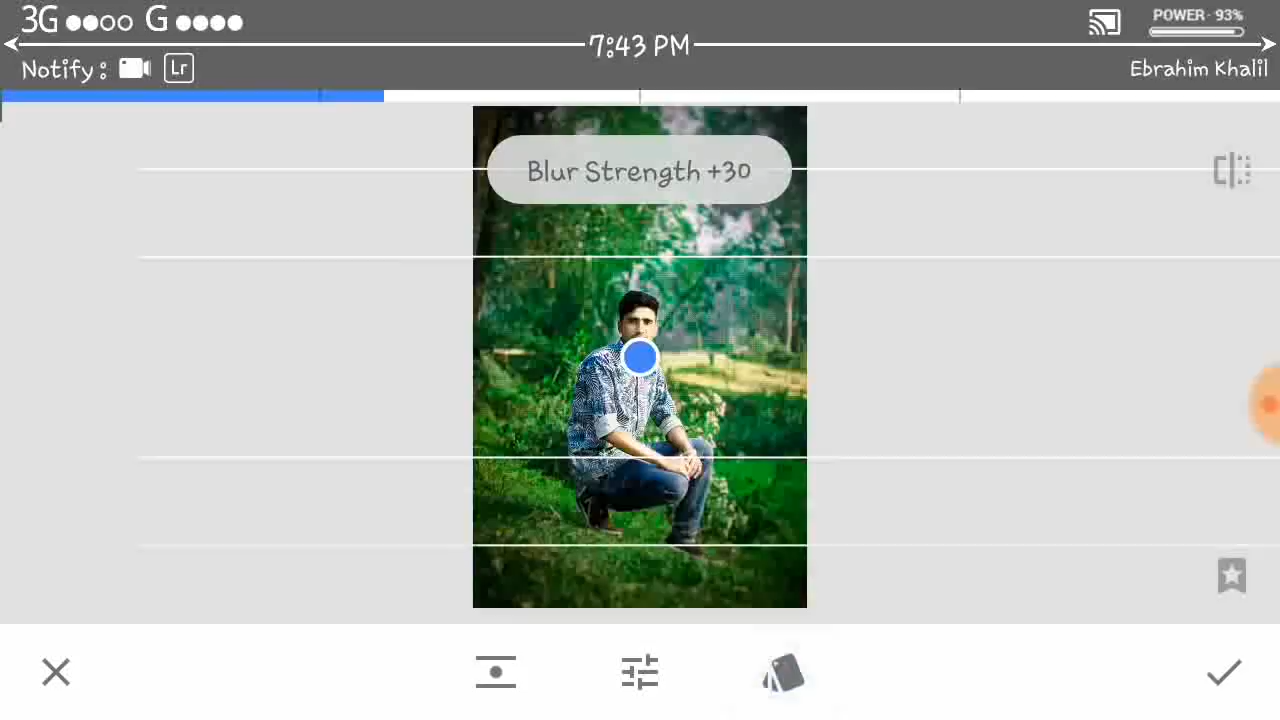 3G G
POWER - 93%
7:43 PM
Notify : Lr
Ebrahim Khalil
Blur Strength +30